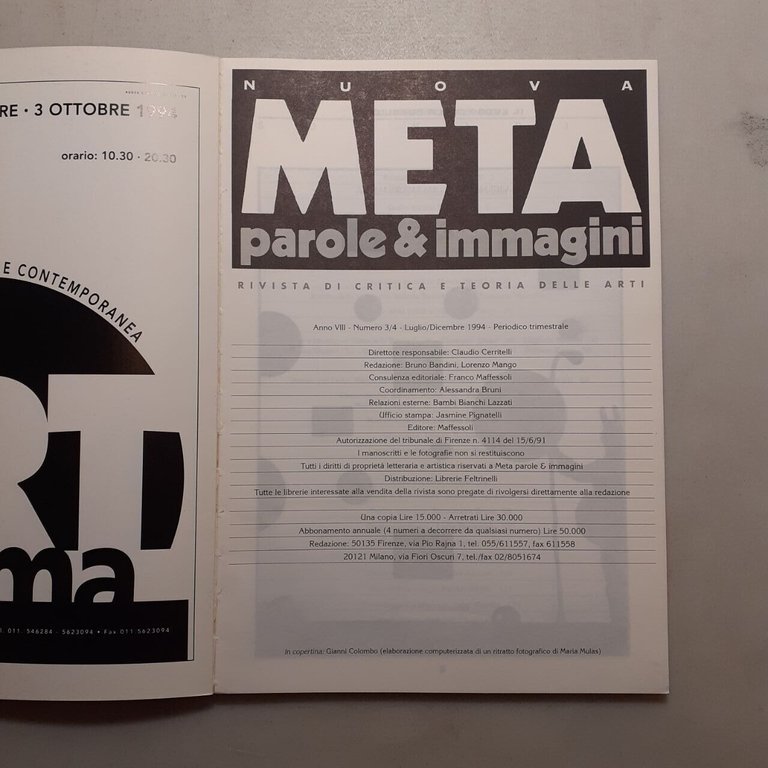 RE · 3 OTTOBRE 1994
orario: 10.30 · 20.30
E CONTEMPORANEA
RT
ma
011 546284 - 5623094 • Fax 011 5623094
NUOVA
META
parole & immagini
RIVISTA DI CRITICA E TEORIA DELLE ARTI
Anno VIII - Numero 3/4 - Luglio/Dicembre 1994 - Periodico trimestrale
Direttore responsabile: Claudio Cerritelli
Redazione: Bruno Bandini, Lorenzo Mango
Consulenza editoriale: Franco Maffessoli
Coordinamento: Alessandra Bruni
Relazioni esterne: Bambi Bianchi Lazzati
Ufficio stampa: Jasmine Pignatelli
Editore: Maffessoli
Autorizzazione del tribunale di Firenze n. 4114 del 15/6/91
I manoscritti e le fotografie non si restituiscono
Tutti i diritti di proprietà letteraria e artistica riservati a Meta parole & immagini
Distribuzione: Librerie Feltrinelli
Tutte le librerie interessate alla vendita della rivista sono pregate di rivolgersi direttamente alla redazione
Una copia Lire 15.000 - Arretrati Lire 30.000
Abbonamento annuale (4 numeri a decorrere da qualsiasi numero) Lire 50.000
Redazione: 50135 Firenze, via Pio Rajna 1, tel. 055/611557, fax 611558
20121 Milano, via Fiori Oscuri 7, tel./fax 02/8051674
In copertina: Gianni Colombo (elaborazione computerizzata di un ritratto fotografico di Maria Mulas)